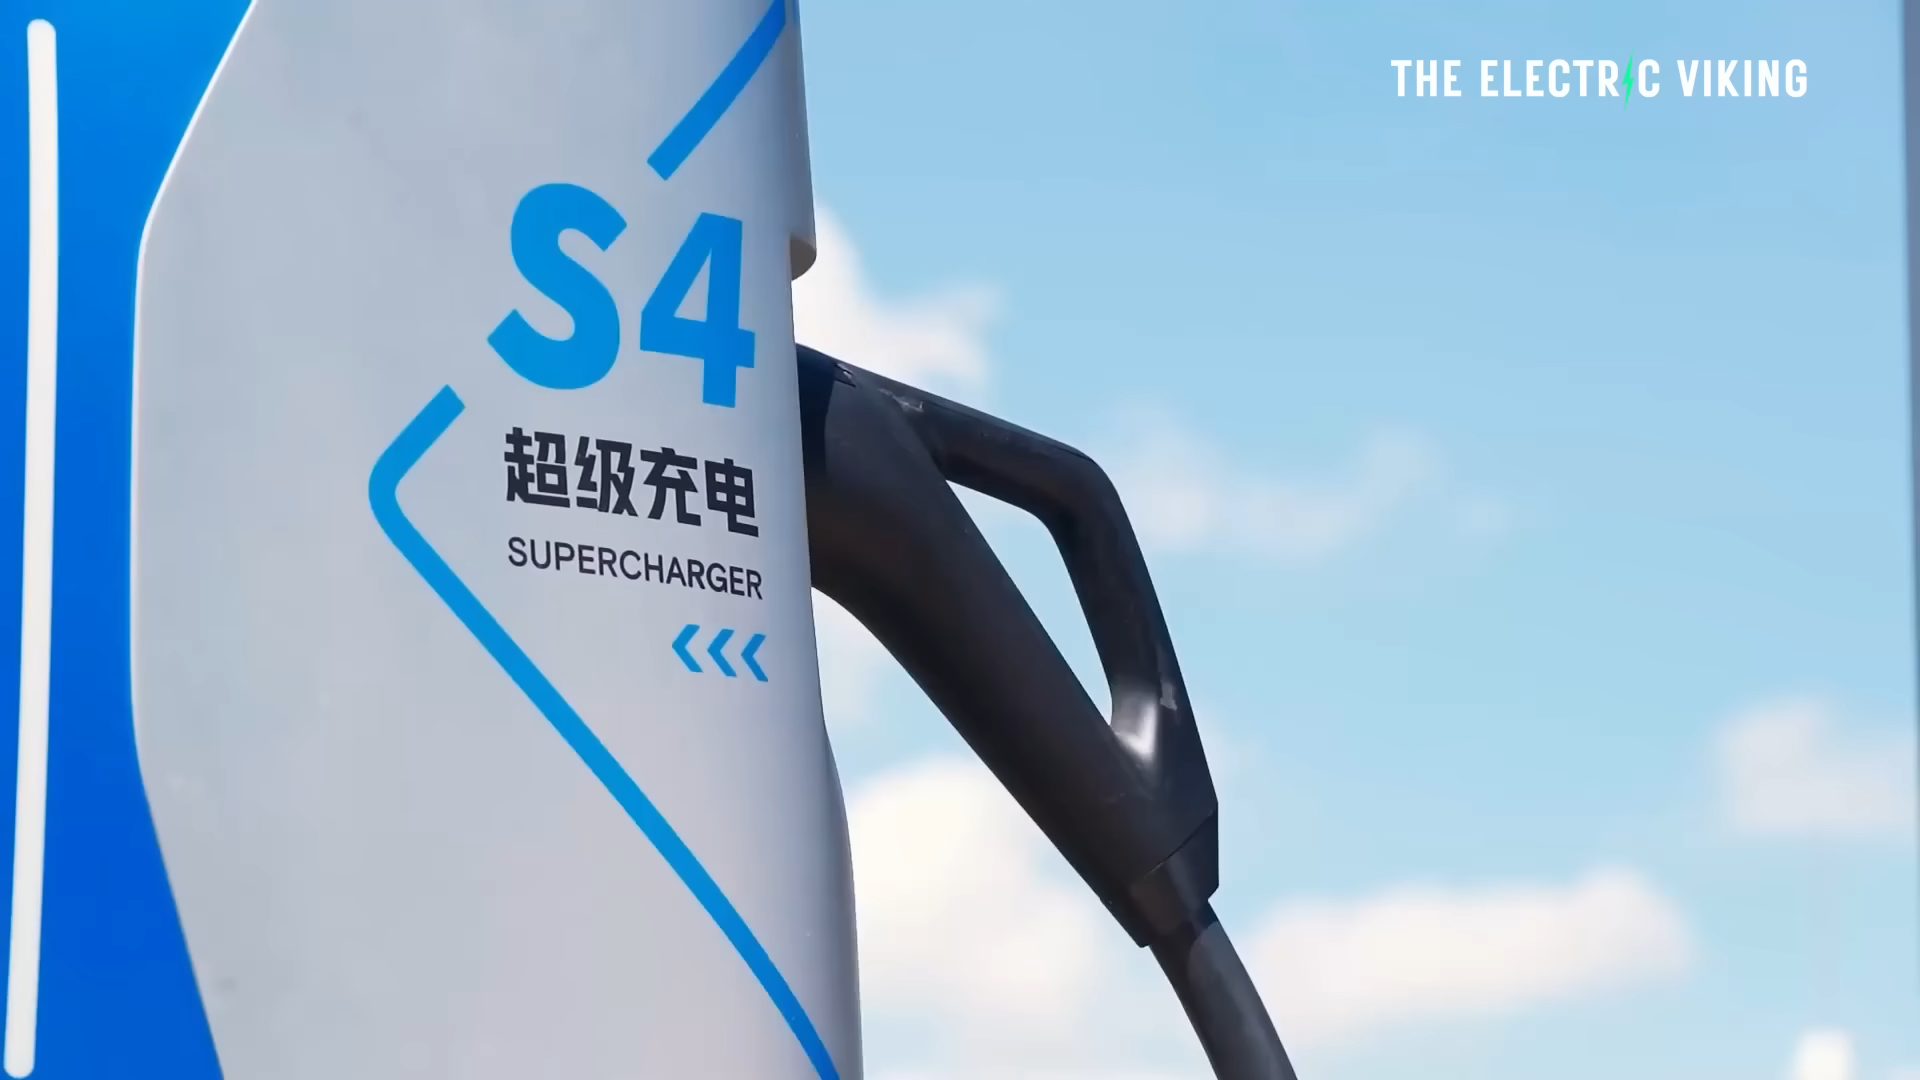 THE ELECTRIC VIKING
S4
超级充电
SUPERCHARGER